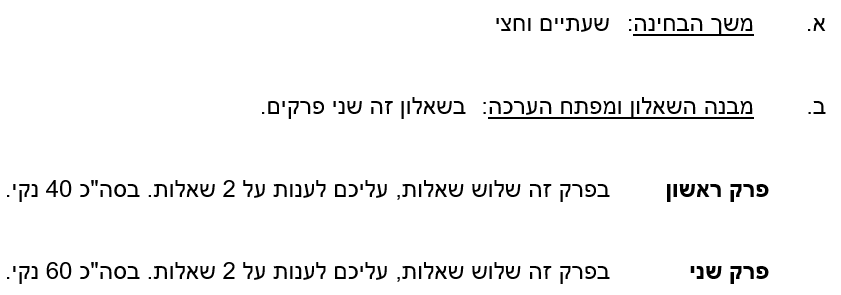 א. משך הבחינה: שעתיים וחצי
ב. מבנה השאלון ומפתח הערכה: בשאלון זה שני פרקים.
פרק ראשון בפרק זה שלוש שאלות, עליכם לענות על 2 שאלות. בסה"כ 40 נקי.
פרק שני בפרק זה שלוש שאלות, עליכם לענות על 2 שאלות. בסה"כ 60 נקי.